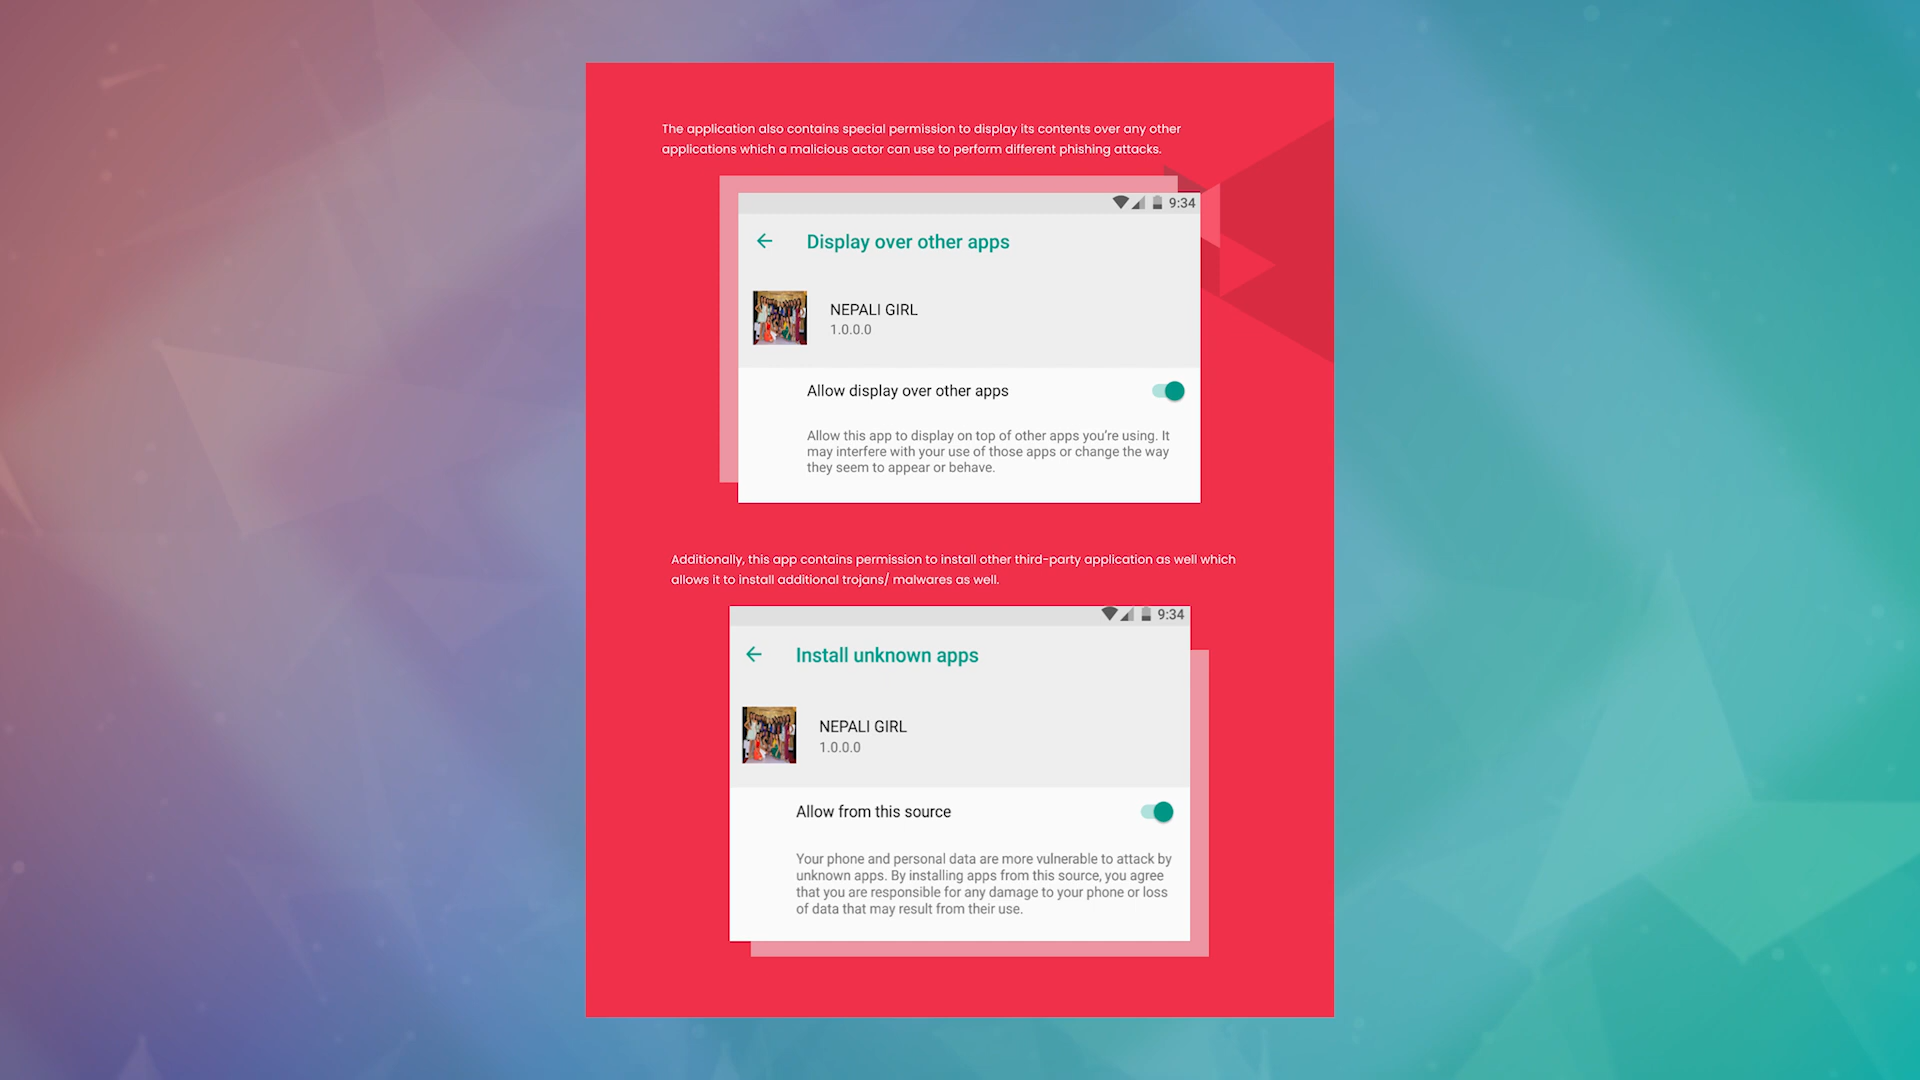 The application also contains special permission to display its contents over any other
applications which a malicious actor can use to perform different phishing attacks.
9:34
Display over other apps
NEPALI GIRL
1.0.0.0
Allow display over other apps
Allow this app to display on top of other apps you're using. It
may interfere with your use of those apps or change the way
they seem to appear or behave.
Additionally, this app contains permission to install other third-party application as well which
allows it to install additional trojans/ malwares as well.
9:34
Install unknown apps
NEPALI GIRL
1.0.0.0
Allow from this source
Your phone and personal data are more vulnerable to attack by
unknown apps. By installing apps from this source, you agree
that you are responsible for any damage to your phone or loss
of data that may result from their use.